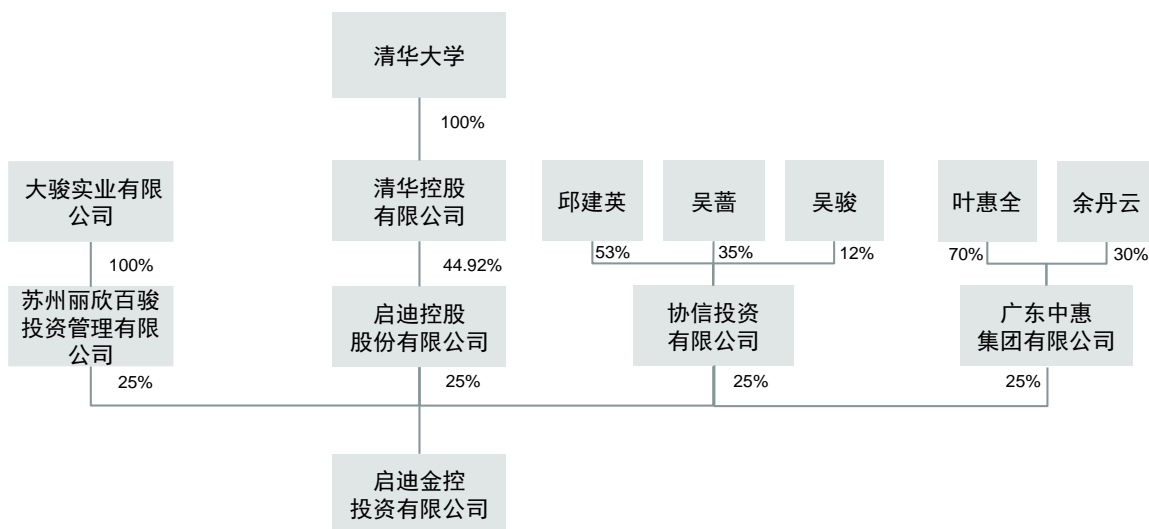 清华大学
100%
大骏实业有限
公司
清华控股
有限公司
邱建英
吴蔷
吴骏
叶惠全
余丹云
100%
44.92%
53%
35%
12%
70%
30%
苏州丽欣百骏
投资管理有限
公司
启迪控股
股份有限公司
协信投资
有限公司
广东中惠
集团有限公司
25%
25%
25%
25%
启迪金控
投资有限公司